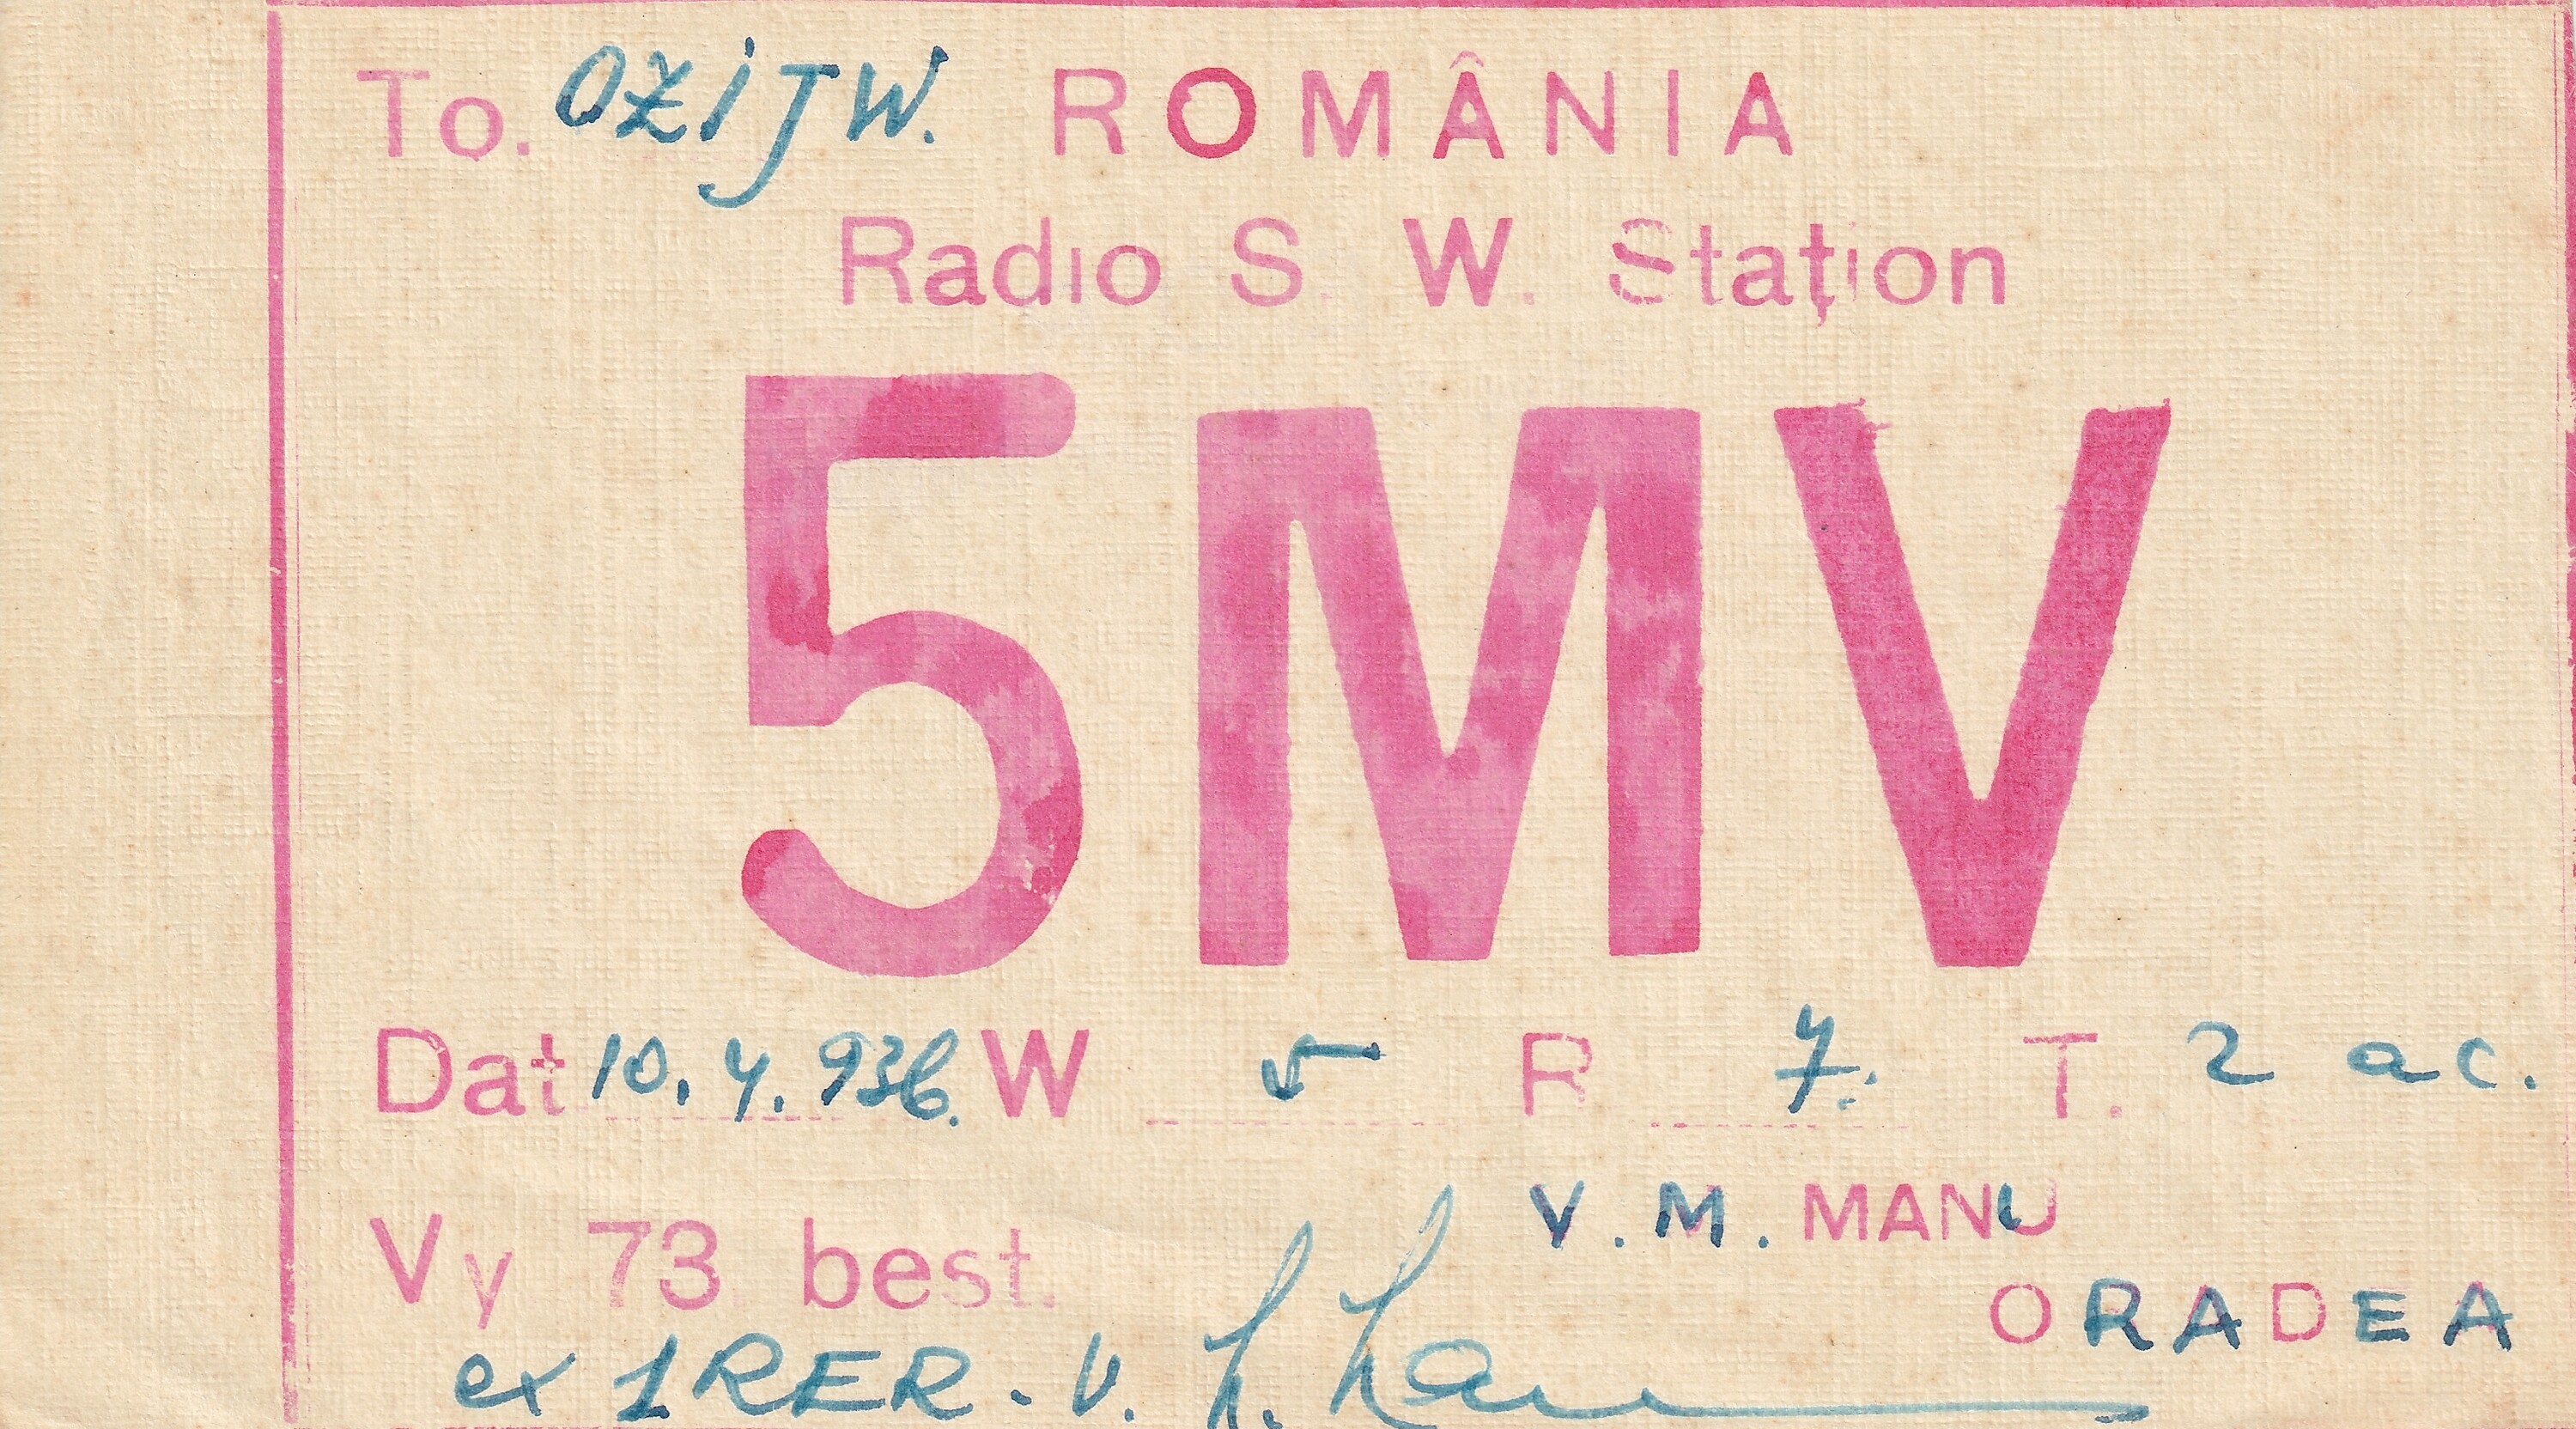 To. OZ1JW. ROMÂNIA
Radio S. W. Staţion
5MV
Dat 10. 4. 936. W 5 R 7. T. 2 ac.
V. M. MANU
Vy 73 best.
ORADEA
ex 1RER. V.